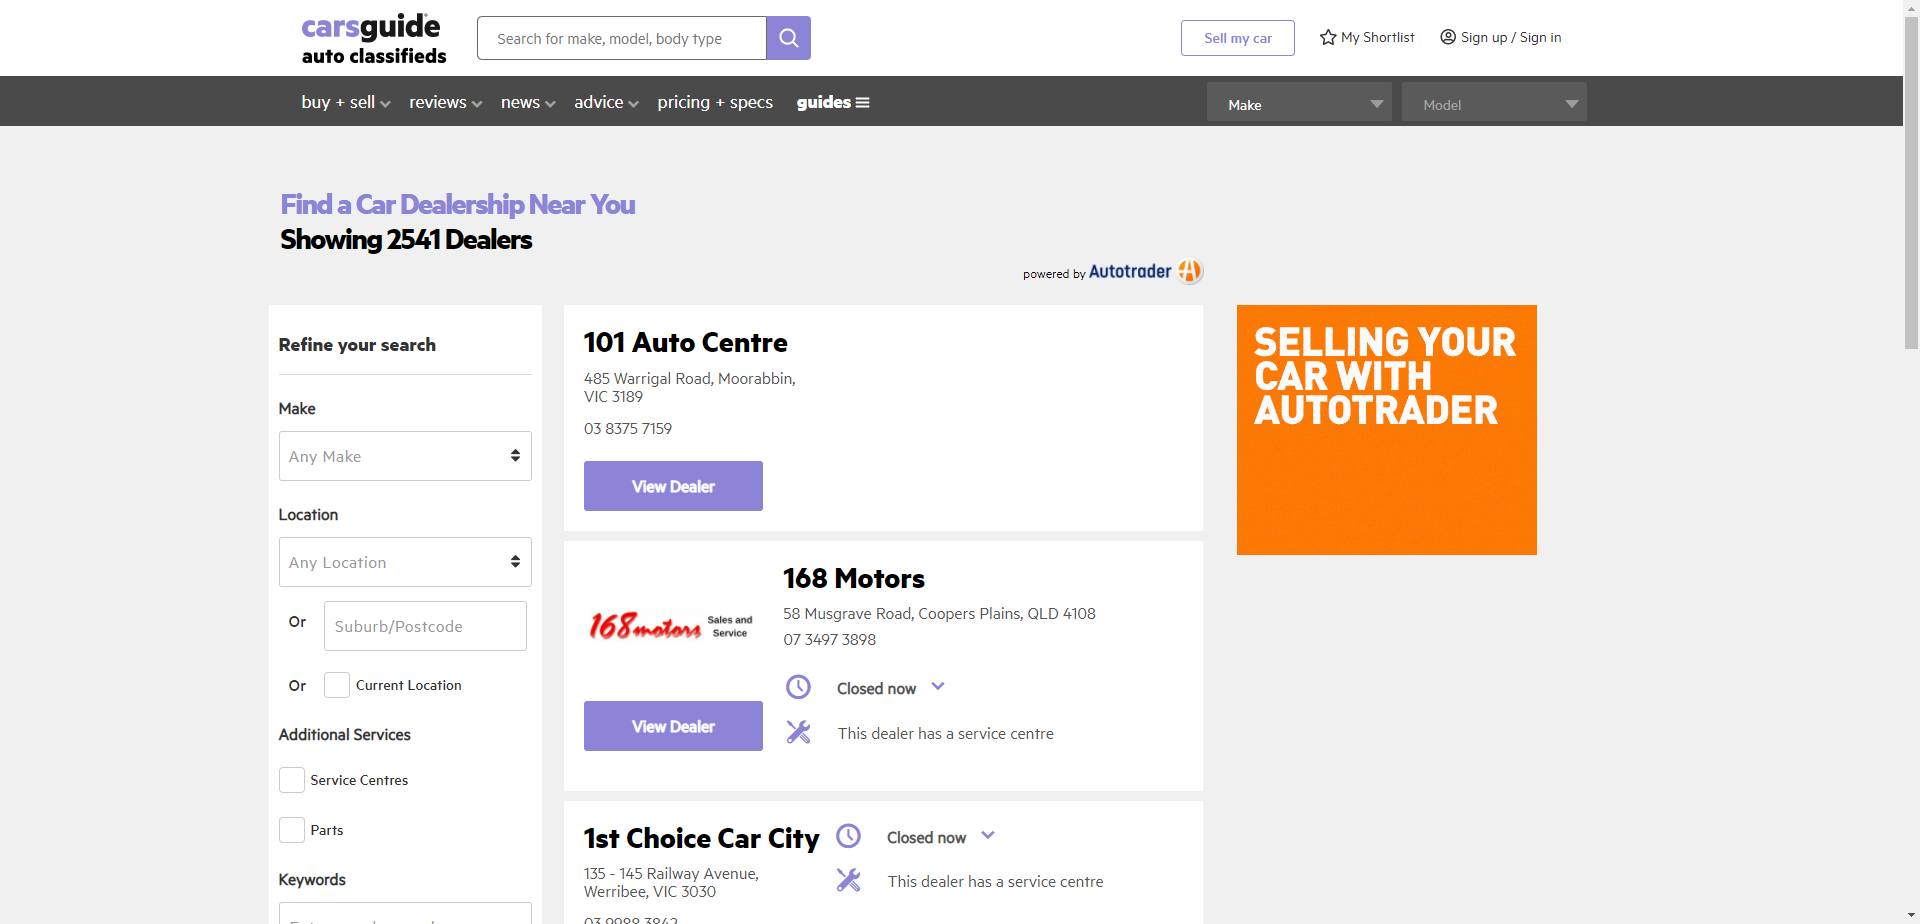 carsguide
auto classifieds
Search for make, model, body type
Sell my car
My Shortlist
Sign up / Sign in
buy + sell
reviews
news
advice
pricing + specs
guides
Make
Model
Find a Car Dealership Near You
Showing 2541 Dealers
powered by Autotrader
Refine your search
Make
Any Make
Location
Any Location
Or
Suburb/Postcode
Or
Current Location
Additional Services
Service Centres
Parts
Keywords
101 Auto Centre
485 Warrigal Road, Moorabbin,
VIC 3189
03 8375 7159
View Dealer
168motors
Sales and
Service
View Dealer
168 Motors
58 Musgrave Road, Coopers Plains, QLD 4108
07 3497 3898
Closed now
This dealer has a service centre
1st Choice Car City
135 - 145 Railway Avenue,
Werribee, VIC 3030
03 9988 3842
Closed now
This dealer has a service centre
SELLING YOUR
CAR WITH
AUTOTRADER